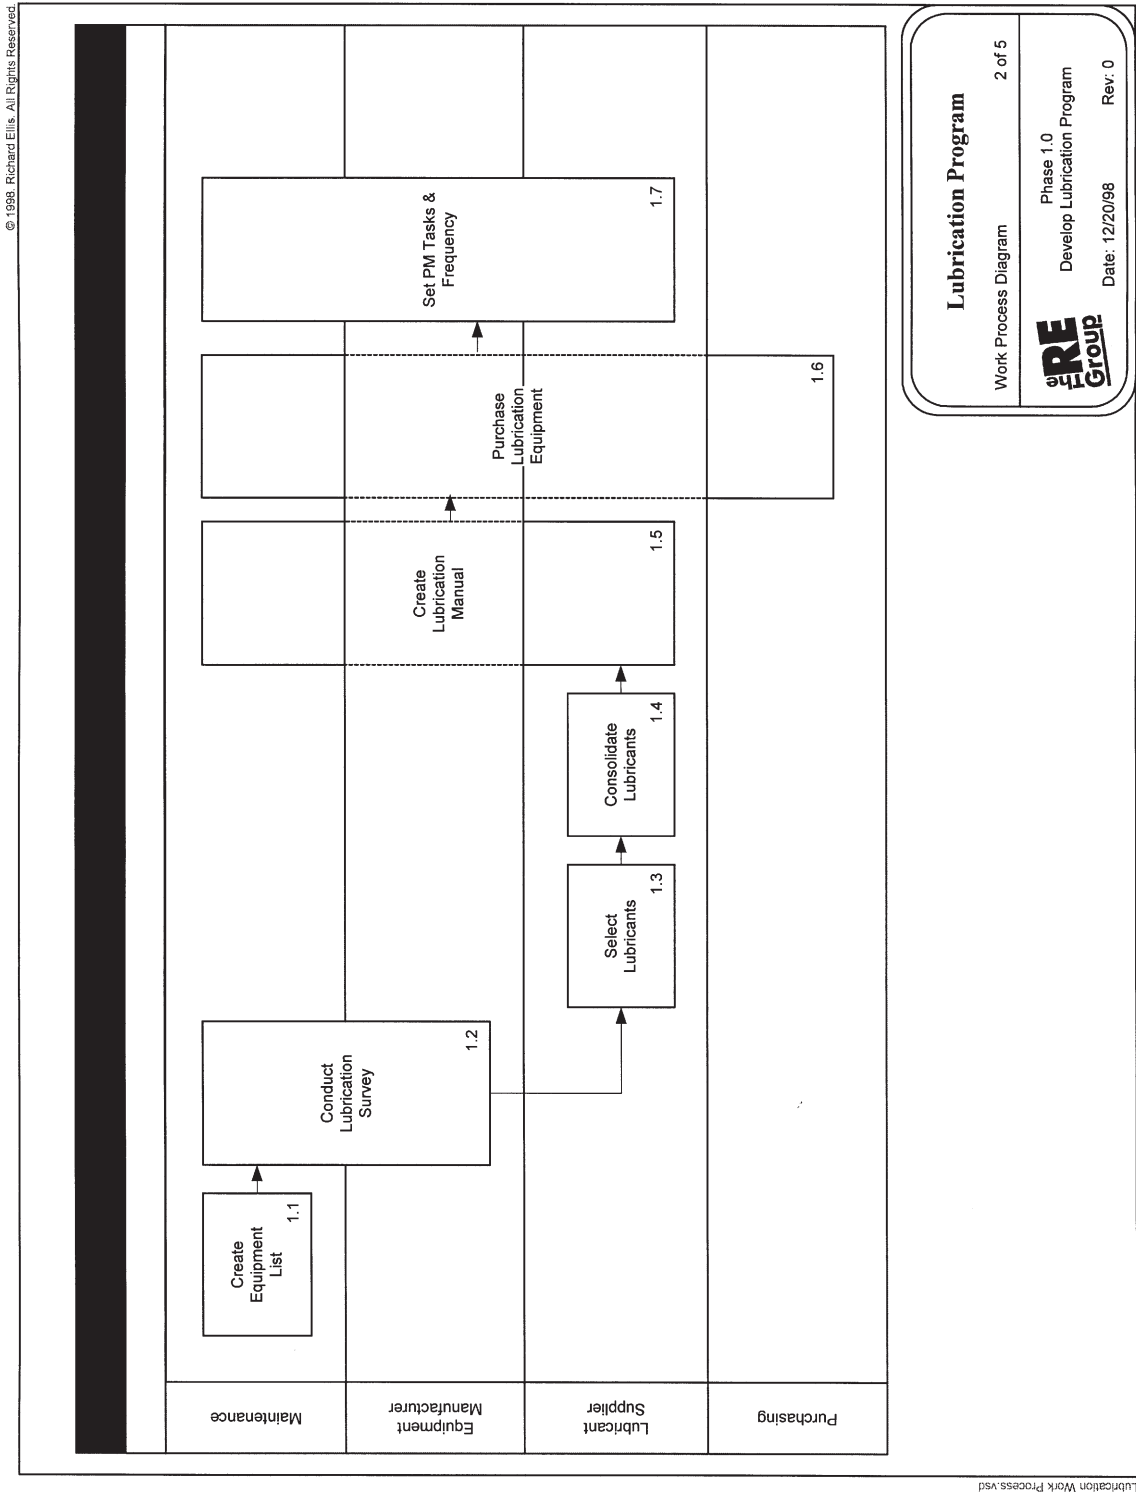 © 1998. Richard Ellis. All Rights Reserved.
Maintenance
Equipment
Manufacturer
Lubricant
Supplier
Purchasing
Create
Equipment
List
1.1
Conduct
Lubrication
Survey
1.2
Select
Lubricants
1.3
Consolidate
Lubricants
1.4
Create
Lubrication
Manual
1.5
Purchase
Lubrication
Equipment
1.6
Set PM Tasks &
Frequency
1.7
Lubrication Program
Work Process Diagram 2 of 5
The RE
Group
Phase 1.0
Develop Lubrication Program
Date: 12/20/98 Rev: 0
Lubrication Work Process.vsd